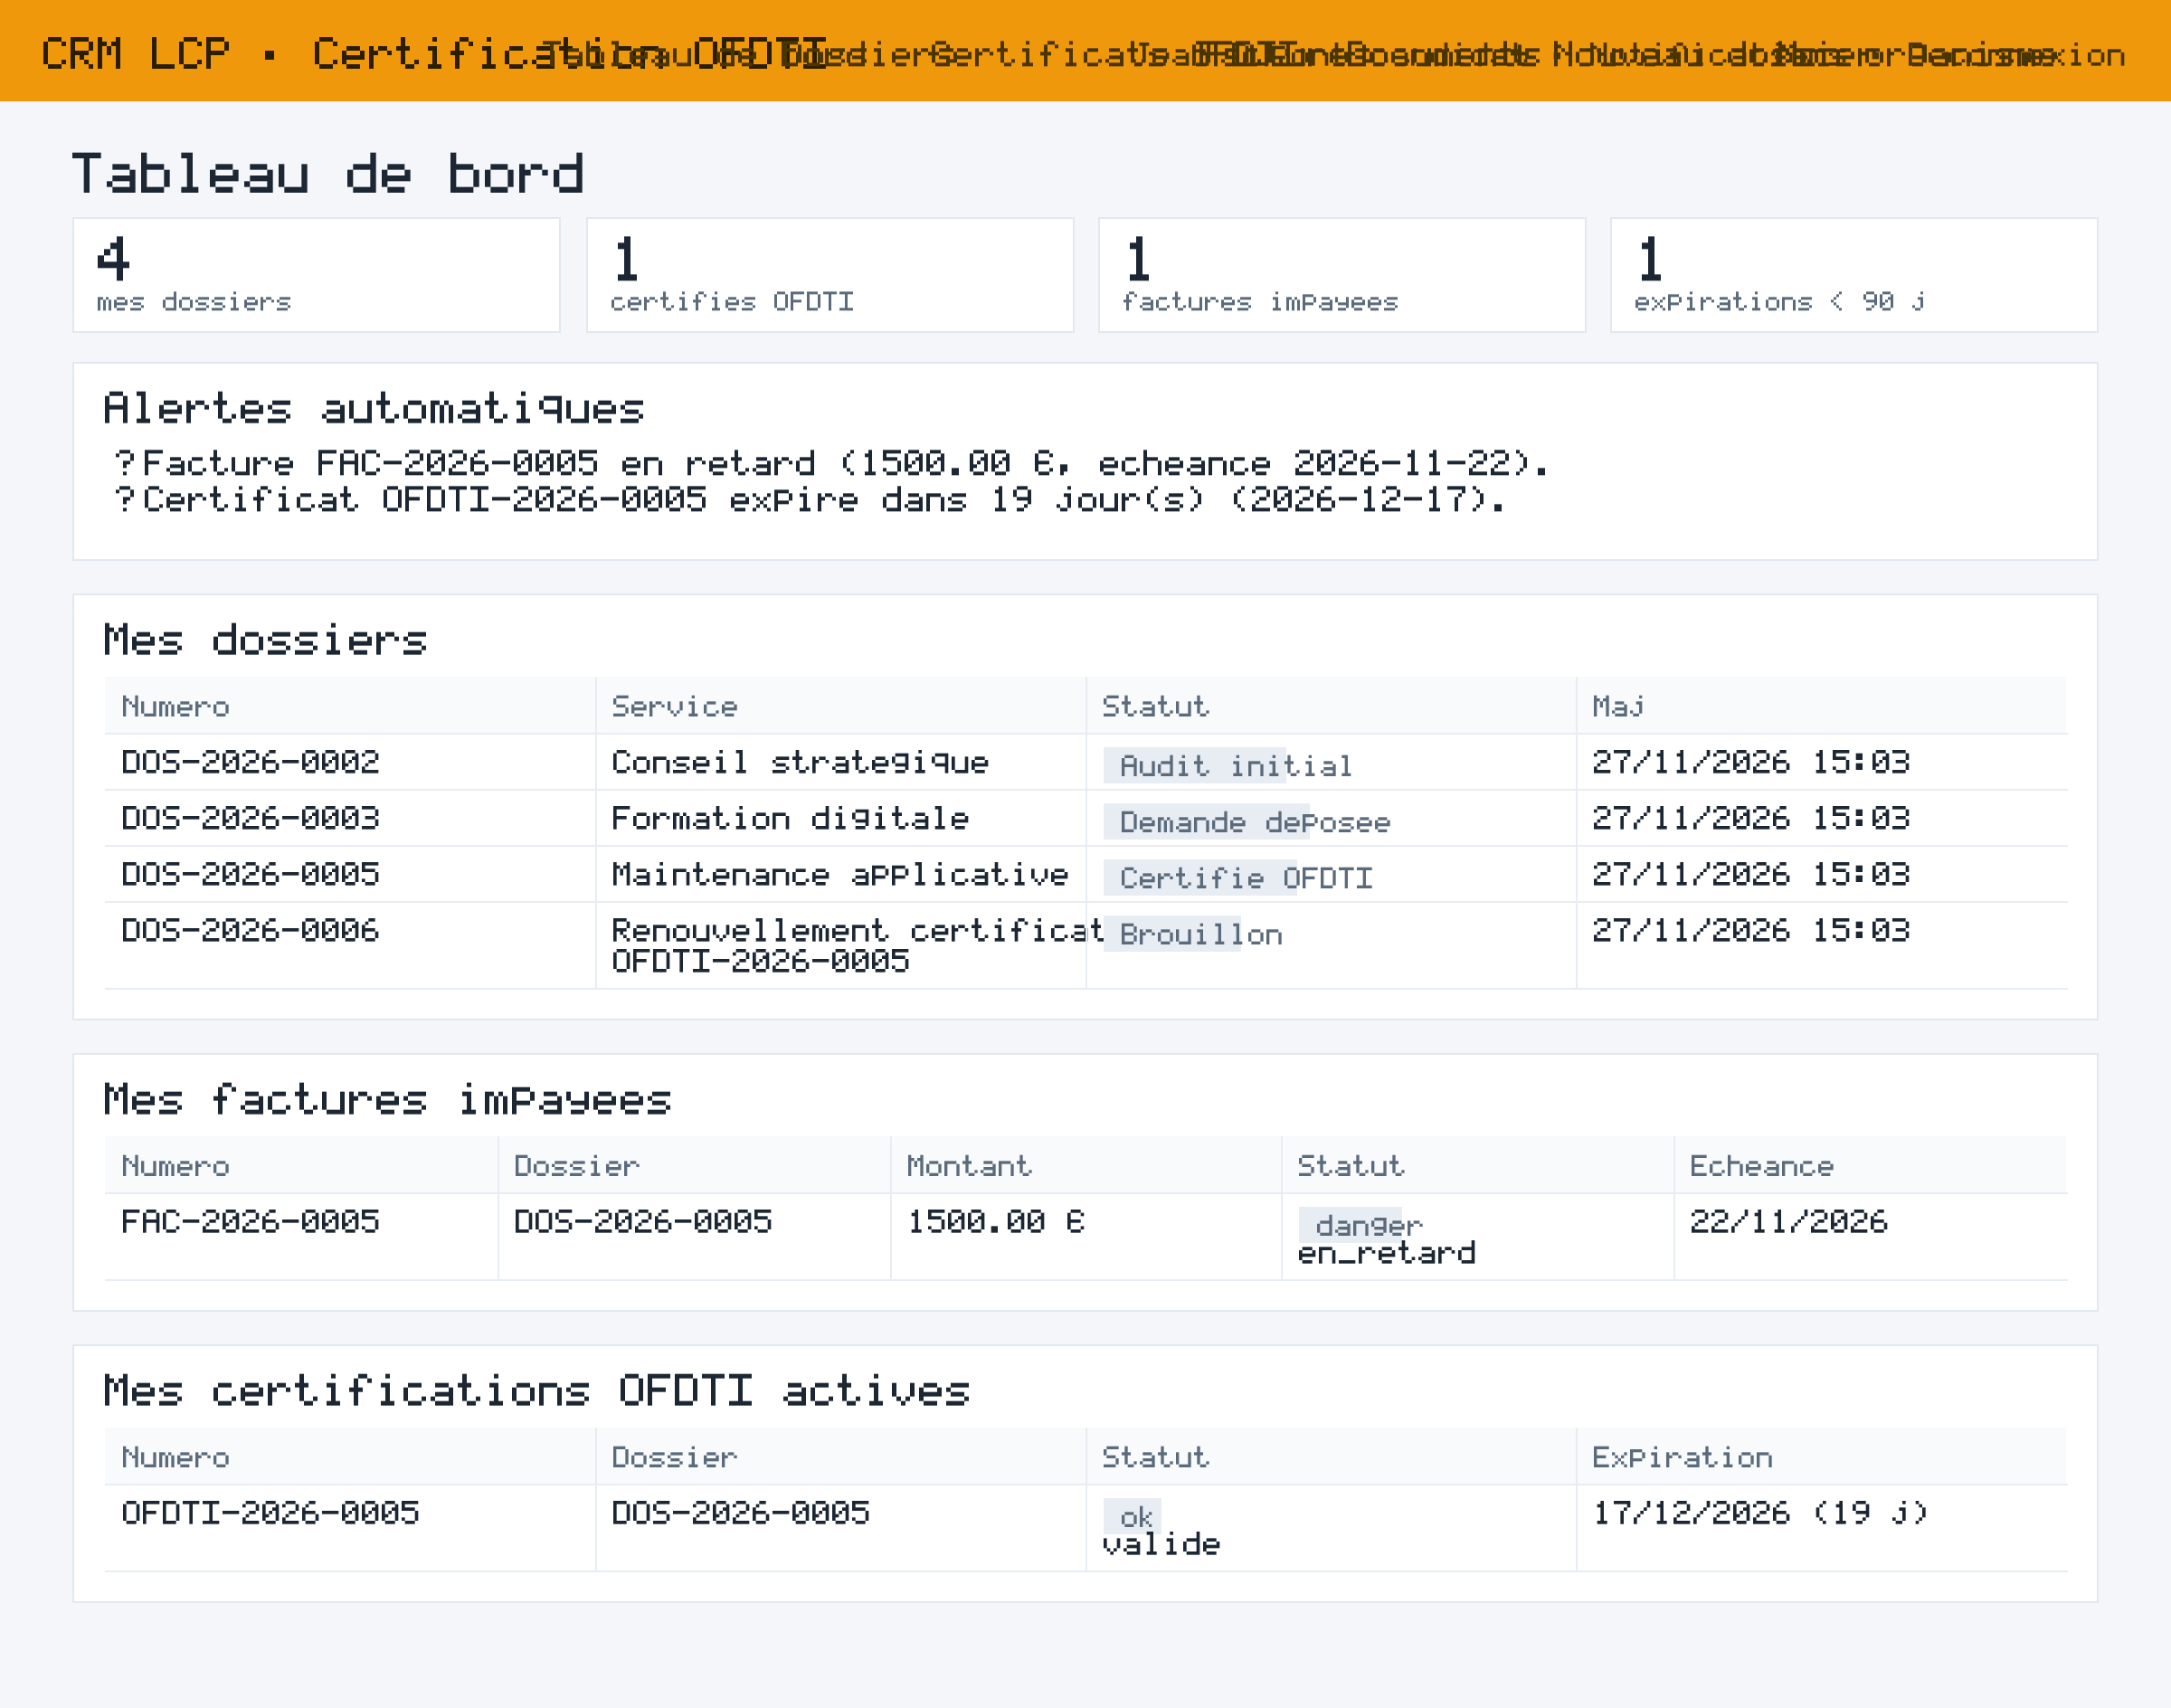 CRM LCP · Certification OFDTI
Tableau de bord
4
mes dossiers
1
certifies OFDTI
1
factures impayees
1
expirations < 90 j
Alertes automatiques
?Facture FAC-2026-0005 en retard (1500.00 €, echeance 2026-11-22).
?Certificat OFDTI-2026-0005 expire dans 19 jour(s) (2026-12-17).
Mes dossiers
Numero Service Statut Maj
DOS-2026-0002 Conseil strategique Audit initial 27/11/2026 15:03
DOS-2026-0003 Formation digitale Demande deposee 27/11/2026 15:03
DOS-2026-0005 Maintenance applicative Certifie OFDTI 27/11/2026 15:03
DOS-2026-0006 Renouvellement certificat Brouillon 27/11/2026 15:03
OFDTI-2026-0005
Mes factures impayees
Numero Dossier Montant Statut Echeance
FAC-2026-0005 DOS-2026-0005 1500.00 € danger 22/11/2026
en_retard
Mes certifications OFDTI actives
Numero Dossier Statut Expiration
OFDTI-2026-0005 DOS-2026-0005 ok 17/12/2026 (19 j)
valide